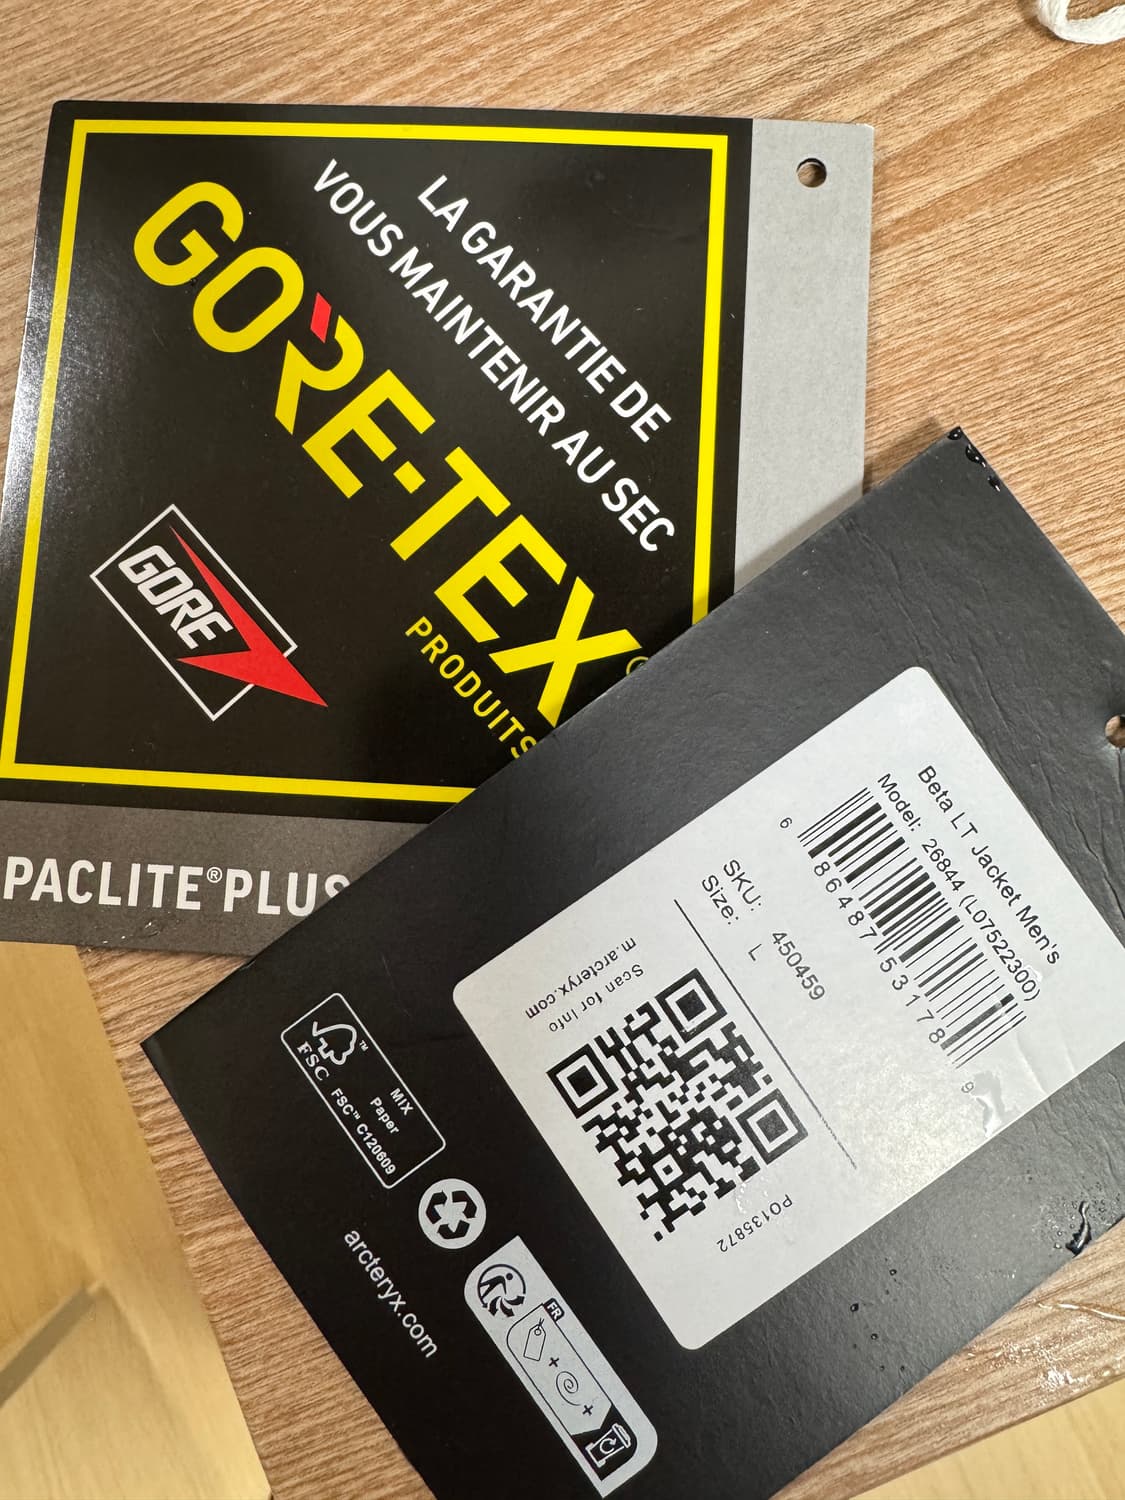 LA GARANTIE DE
VOUS MAINTENIR AU SEC
GORE-TEX
PRODUITS
GORE
PACLITE®PLUS
Beta LT Jacket Men's
Model: 26844 (L07522300)
6 86487 53178 9
SKU: 450459
Size: L
Scan for Info
m.arcteryx.com
PO135872
FSC™
MIX
Paper
FSC™ C120609
arcteryx.com
FR
+
+